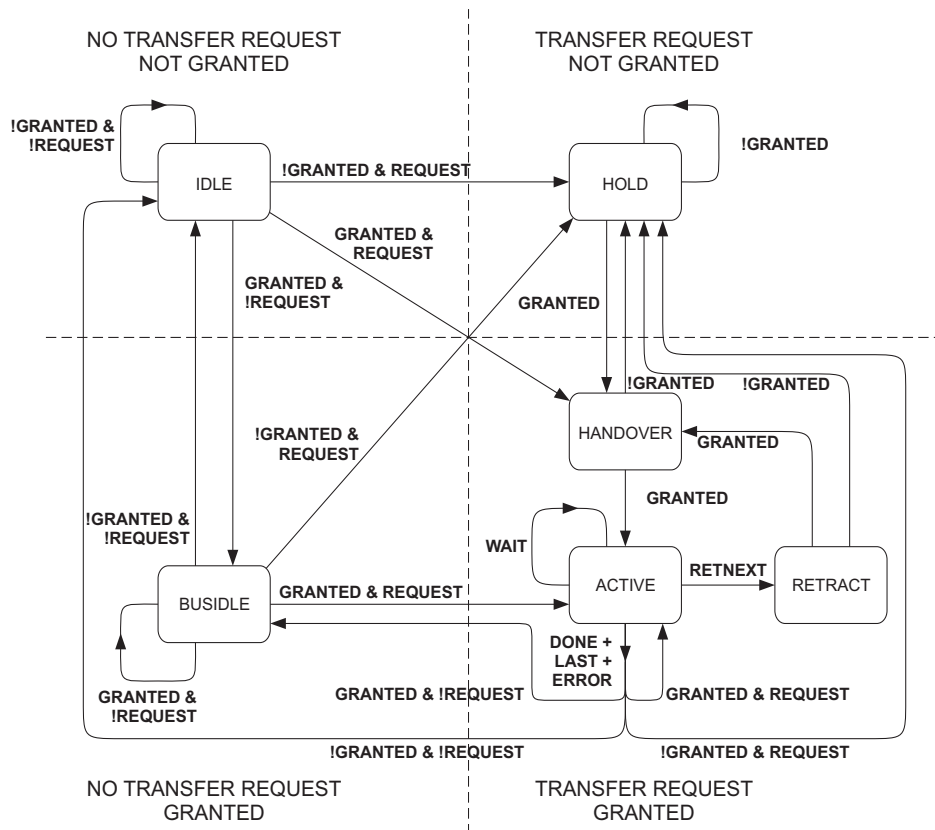 NO TRANSFER REQUEST
NOT GRANTED
TRANSFER REQUEST
NOT GRANTED
!GRANTED &
!REQUEST
!GRANTED
IDLE
!GRANTED & REQUEST
HOLD
GRANTED &
REQUEST
GRANTED &
!REQUEST
GRANTED
!GRANTED
!GRANTED
!GRANTED &
REQUEST
HANDOVER
GRANTED
GRANTED
!GRANTED &
!REQUEST
WAIT
ACTIVE
RETNEXT
RETRACT
BUSIDLE
GRANTED & REQUEST
DONE +
LAST +
ERROR
GRANTED &
!REQUEST
GRANTED & !REQUEST
GRANTED & REQUEST
!GRANTED & !REQUEST
!GRANTED & REQUEST
NO TRANSFER REQUEST
GRANTED
TRANSFER REQUEST
GRANTED